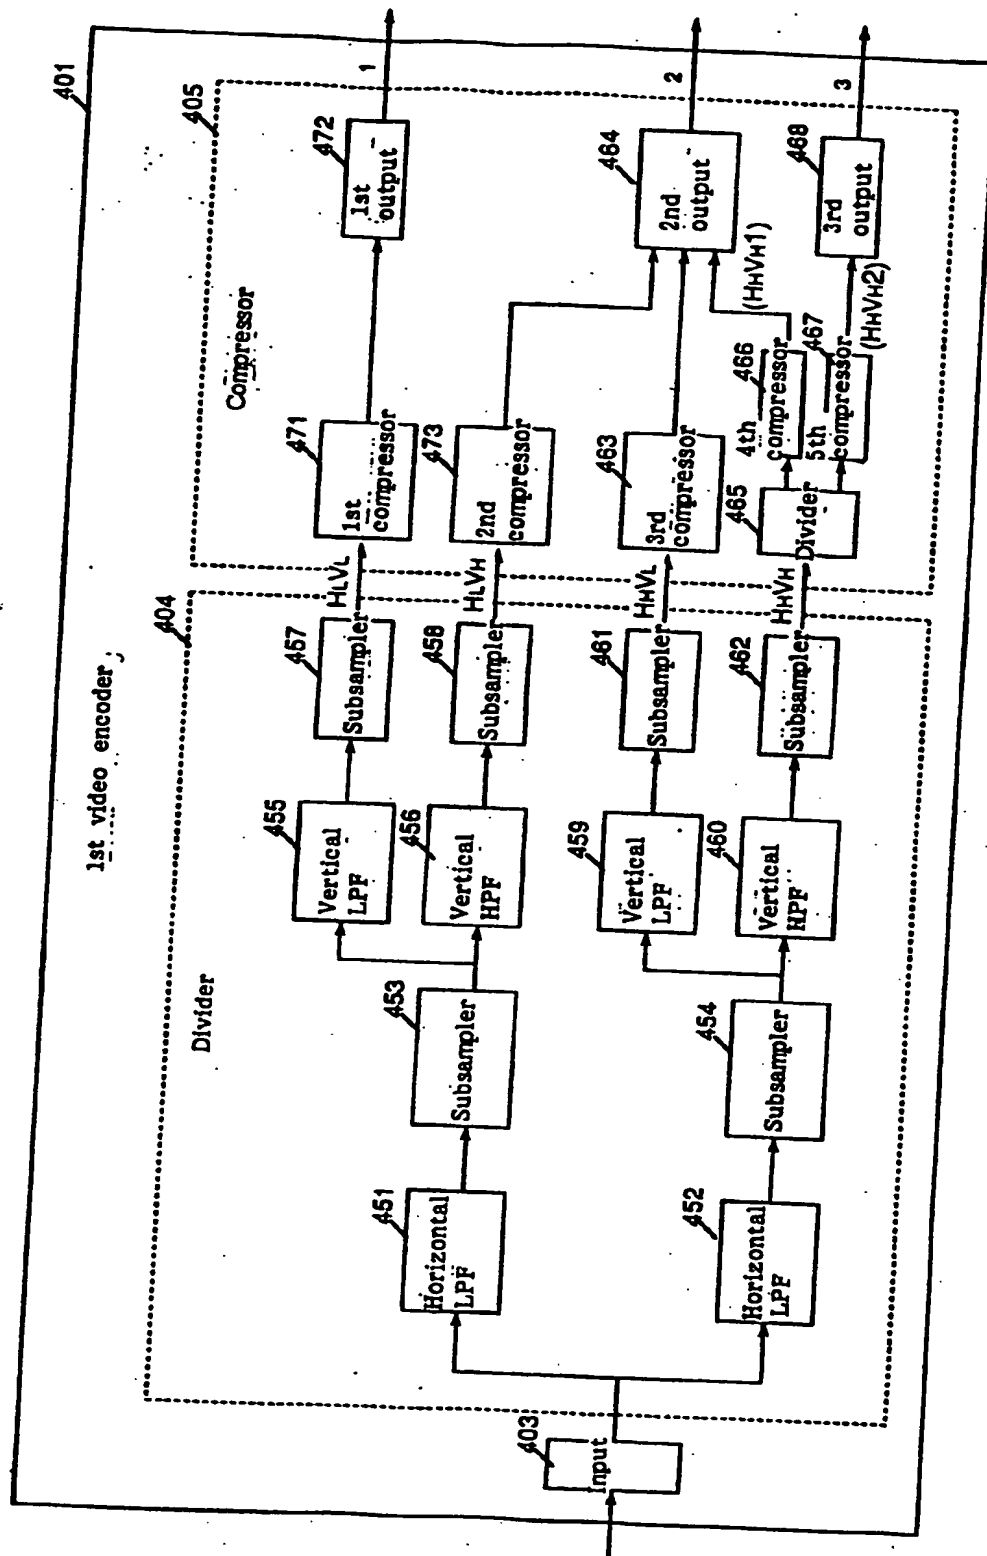 401
1st video encoder
404
Divider
405
Compressor
403
Input
451
Horizontal
LPF
453
Subsampler
455
Vertical
LPF
457
Subsampler
HLVL
471
1st
compressor
472
1st
output
1
456
Vertical
HPF
458
Subsampler
HLVH
473
2nd
compressor
464
2nd
output
2
452
Horizontal
LPF
454
Subsampler
459
Vertical
LPF
461
Subsampler
HHVL
463
3rd
compressor
460
Vertical
HPF
462
Subsampler
HHVH
465
Divider
466
4th
compressor
(HHVH1)
467
5th
compressor
(HHVH2)
468
3rd
output
3